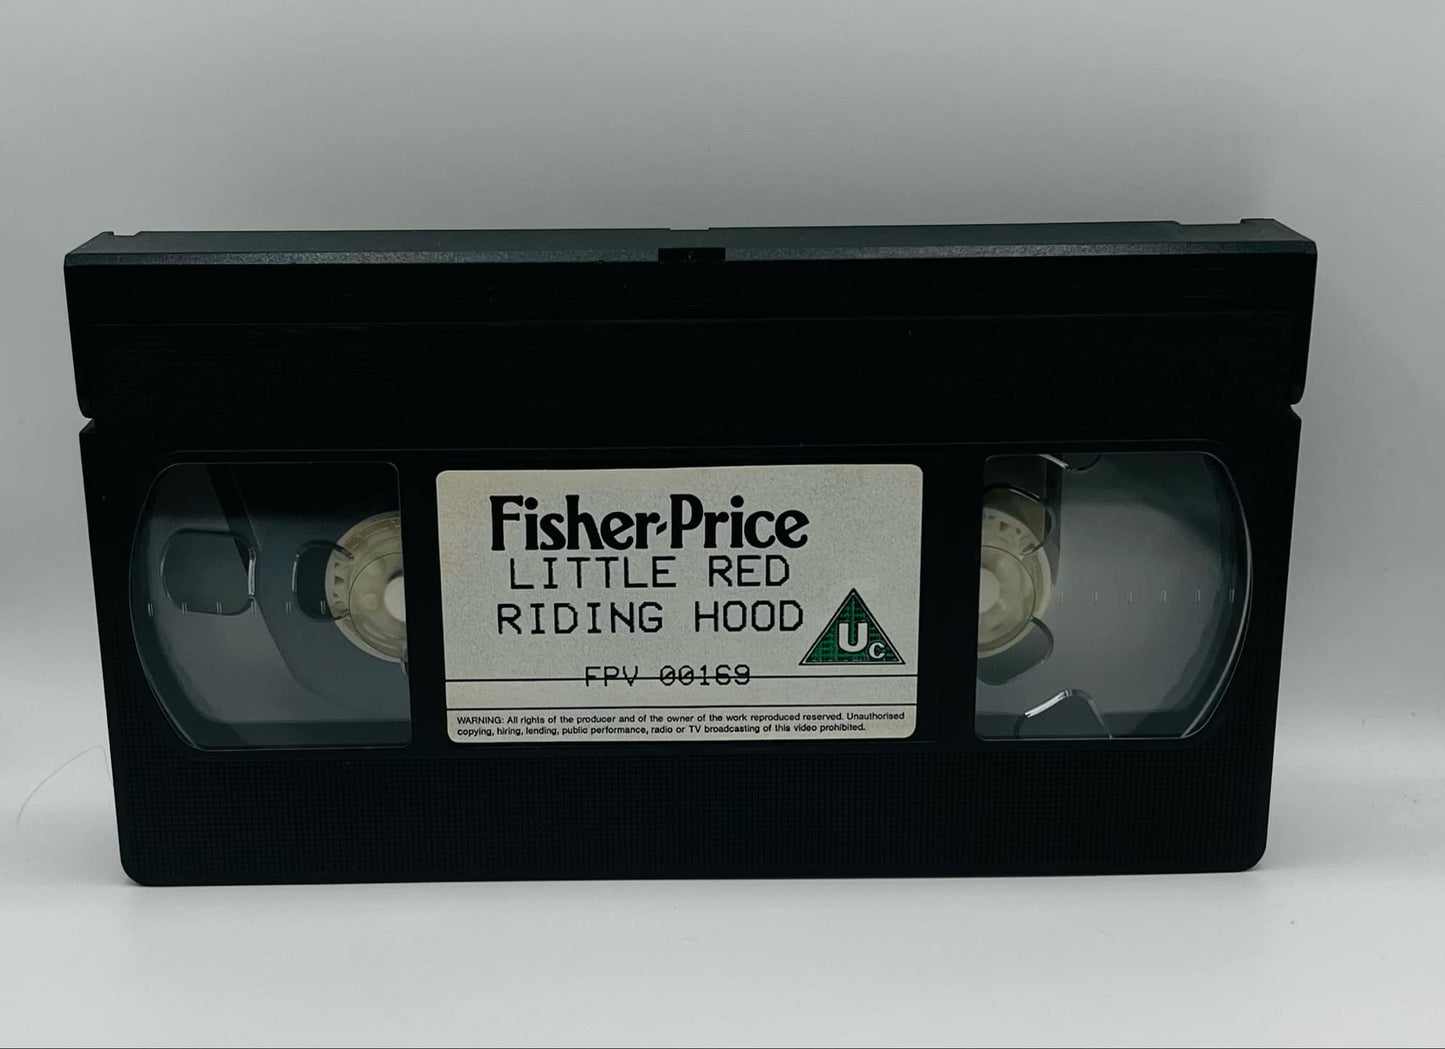 Fisher-Price
LITTLE RED
RIDING HOOD
Uc
FPV 00169
WARNING: All rights of the producer and of the owner of the work reproduced reserved. Unauthorised
copying, hiring, lending, public performance, radio or TV broadcasting of this video prohibited.